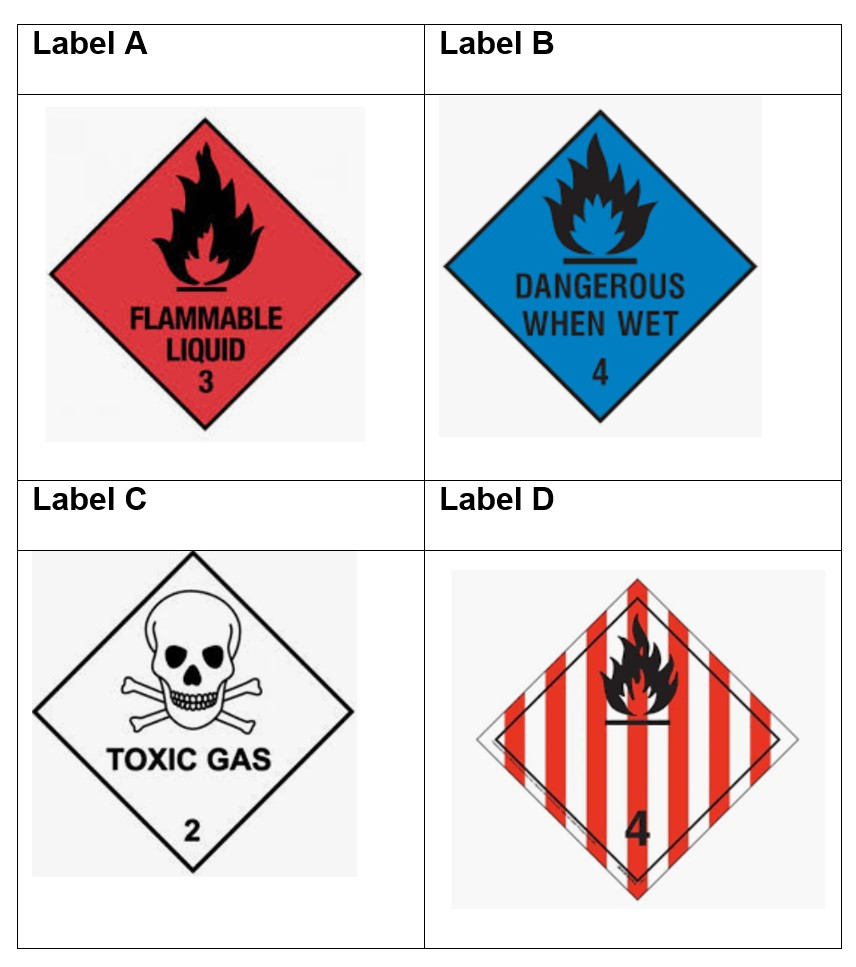 Label A
Label B
FLAMMABLE
LIQUID
3
DANGEROUS
WHEN WET
4
Label C
Label D
TOXIC GAS
2
4